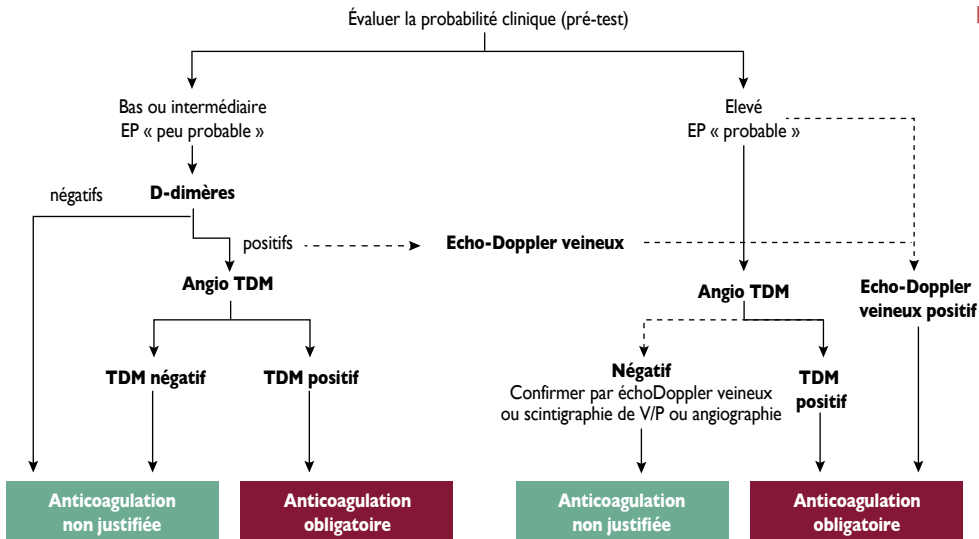 Évaluer la probabilité clinique (pré-test)
Bas ou intermédiaire
EP « peu probable »
Elevé
EP « probable »
négatifs
D-dimères
positifs
Echo-Doppler veineux
Angio TDM
Angio TDM
Echo-Doppler
veineux positif
TDM négatif
TDM positif
Négatif
Confirmer par échoDoppler veineux
ou scintigraphie de V/P ou angiographie
TDM
positif
Anticoagulation
non justifiée
Anticoagulation
obligatoire
Anticoagulation
non justifiée
Anticoagulation
obligatoire